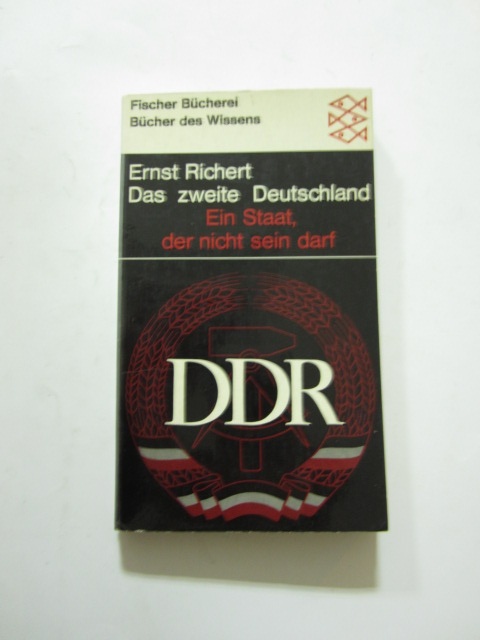 Fischer Bücherei
Bücher des Wissens
Ernst Richert
Das zweite Deutschland
Ein Staat,
der nicht sein darf
DDR